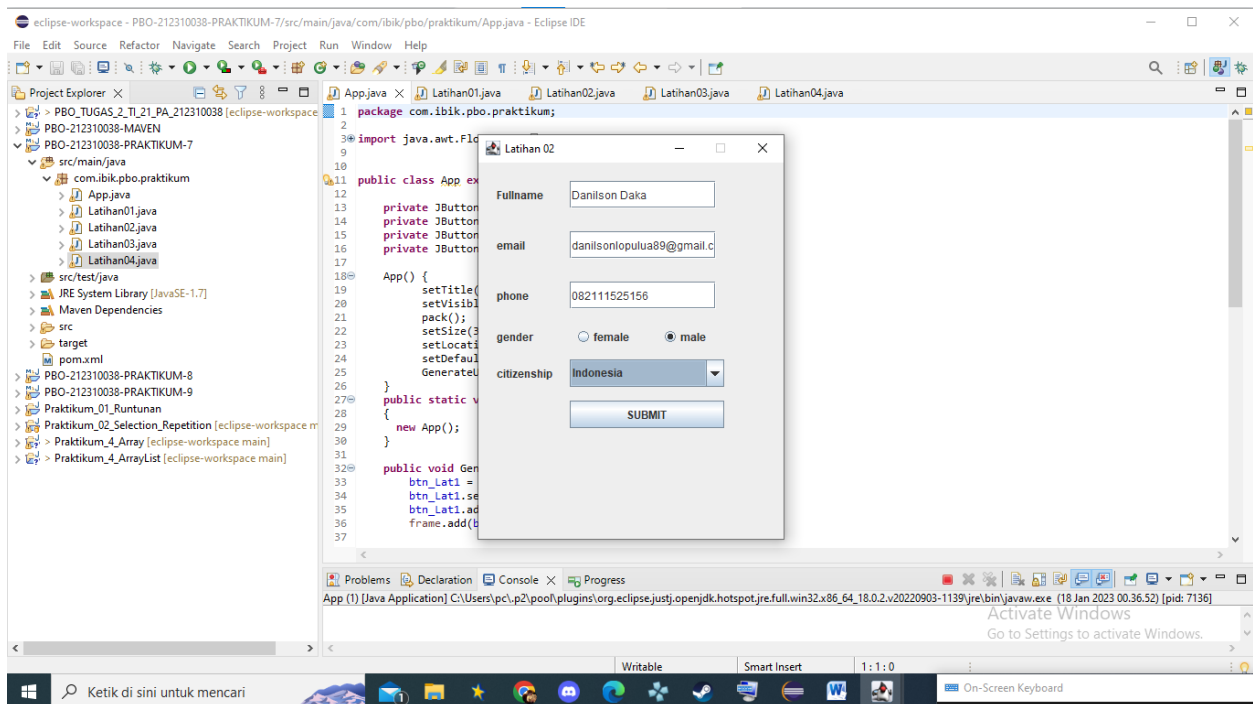 eclipse-workspace - PBO-212310038-PRAKTIKUM-7/src/main/java/com/ibik/pbo/praktikum/App.java - Eclipse IDE
File Edit Source Refactor Navigate Search Project Run Window Help
Project Explorer
> PBO_TUGAS_2_TI_21_PA_212310038 [eclipse-workspace
PBO-212310038-MAVEN
PBO-212310038-PRAKTIKUM-7
src/main/java
com.ibik.pbo.praktikum
App.java
Latihan01.java
Latihan02.java
Latihan03.java
Latihan04.java
src/test/java
JRE System Library [JavaSE-1.7]
Maven Dependencies
src
target
pom.xml
PBO-212310038-PRAKTIKUM-8
PBO-212310038-PRAKTIKUM-9
Praktikum_01_Runtunan
Praktikum_02_Selection_Repetition [eclipse-workspace m
> Praktikum_4_Array [eclipse-workspace main]
> Praktikum_4_ArrayList [eclipse-workspace main]
App.java Latihan01.java Latihan02.java Latihan03.java Latihan04.java
1 package com.ibik.pbo.praktikum;
2
3 import java.awt.Flo
9
10
11 public class App ex
12
13 private JButton
14 private JButton
15 private JButton
16 private JButton
17
18 App() {
19 setTitle(
20 setVisibl
21 pack();
22 setSize(3
23 setLocati
24 setDefaul
25 GenerateU
26 }
27 public static v
28 {
29 new App();
30 }
31
32 public void Gen
33 btn_Lat1 =
34 btn_Lat1.se
35 btn_Lat1.ad
36 frame.add(b
37
Latihan 02
Fullname Danilson Daka
email danilsonlopulua89@gmail.c
phone 082111525156
gender female male
citizenship Indonesia
SUBMIT
Problems Declaration Console Progress
App (1) [Java Application] C:\Users\pc\.p2\pool\plugins\org.eclipse.justj.openjdk.hotspot.jre.full.win32.x86_64_18.0.2.v20220903-1139\jre\bin\javaw.exe (18 Jan 2023 00.36.52) [pid: 7136]
Activate Windows
Go to Settings to activate Windows.
Writable Smart Insert 1 : 1 : 0
Ketik di sini untuk mencari
On-Screen Keyboard